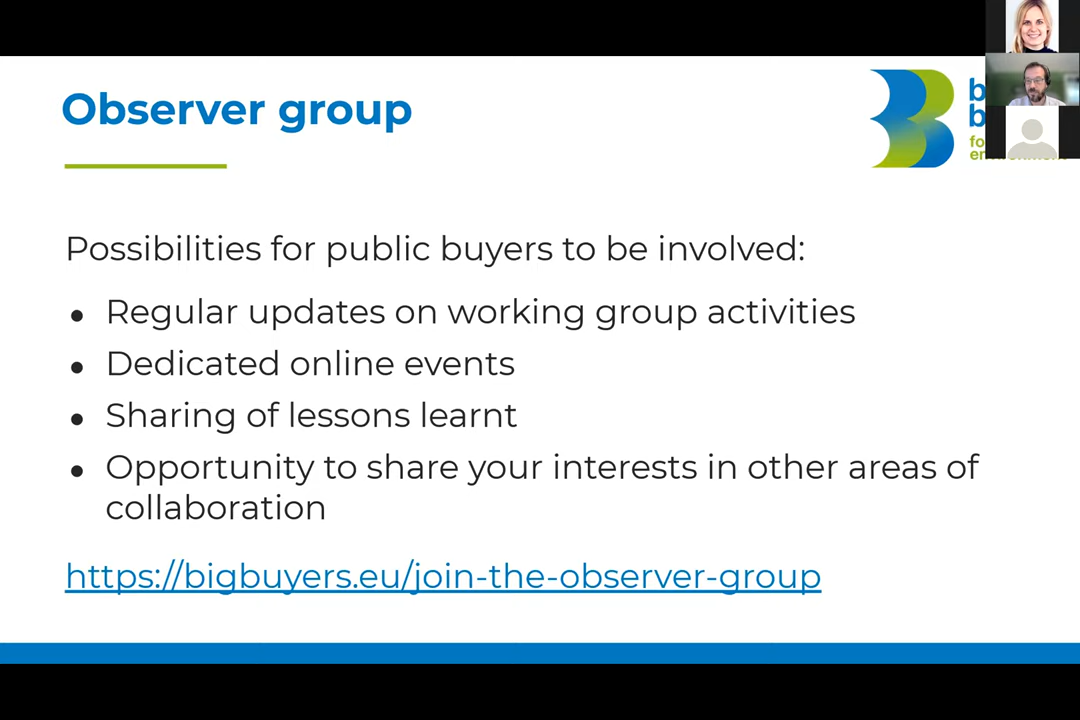 Observer group
b
b
fo
Possibilities for public buyers to be involved:
● Regular updates on working group activities
● Dedicated online events
● Sharing of lessons learnt
● Opportunity to share your interests in other areas of
collaboration
https://bigbuyers.eu/join-the-observer-group